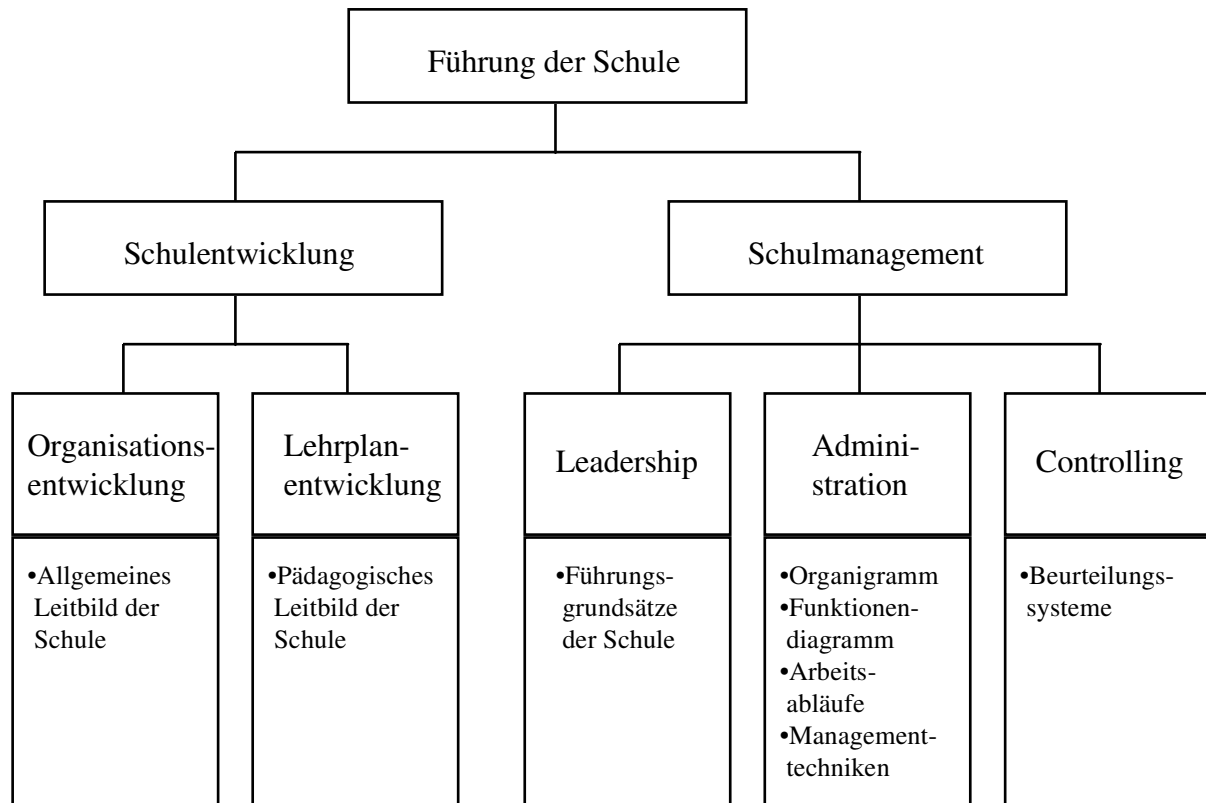 Führung der Schule
Schulentwicklung
Schulmanagement
Organisations-
entwicklung
Lehrplan-
entwicklung
Leadership
Admini-
stration
Controlling
•Allgemeines
Leitbild der
Schule
•Pädagogisches
Leitbild der
Schule
•Führungs-
grundsätze
der Schule
•Organigramm
•Funktionen-
diagramm
•Arbeits-
abläufe
•Management-
techniken
•Beurteilungs-
systeme